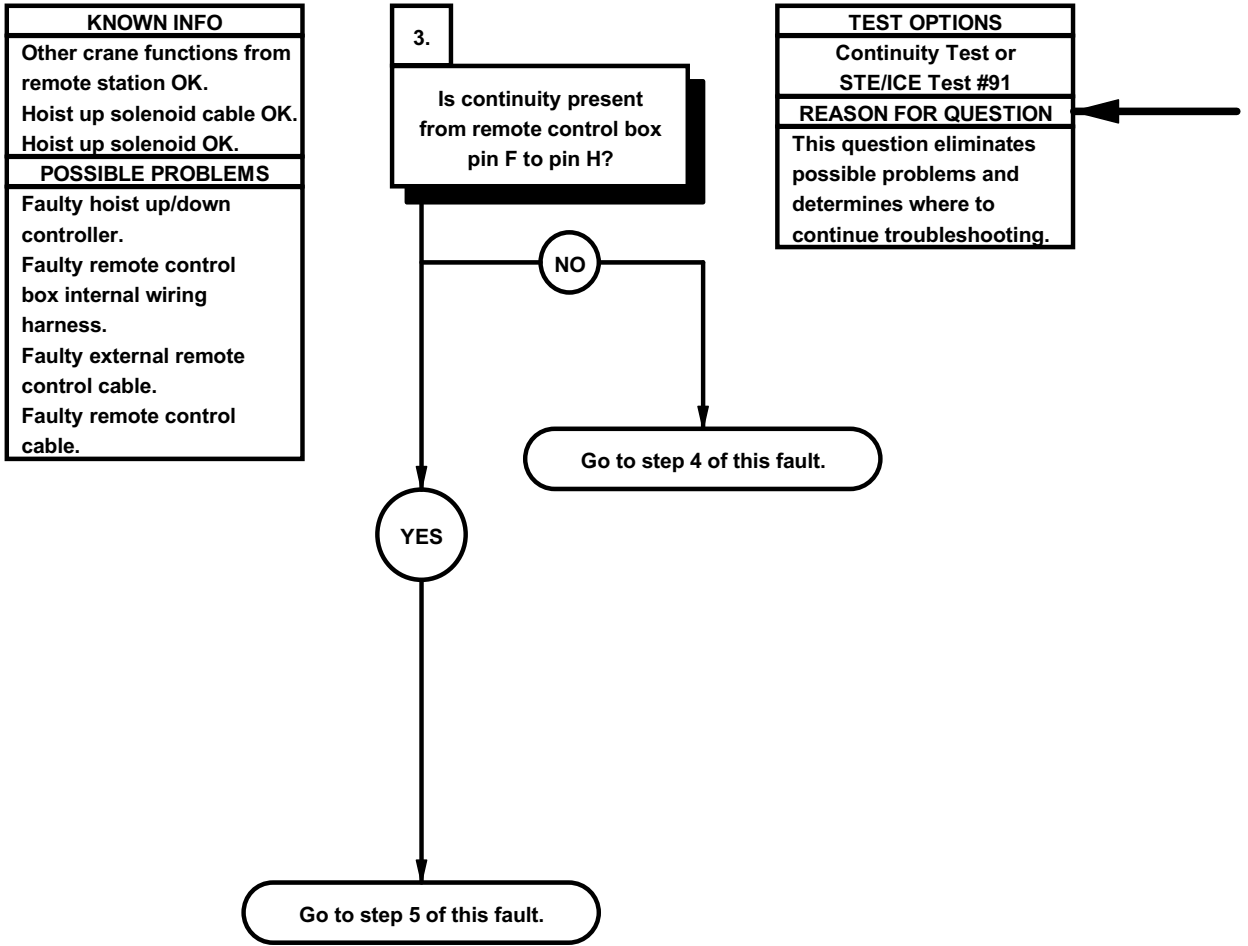 KNOWN INFO
Other crane functions from
remote station OK.
Hoist up solenoid cable OK.
Hoist up solenoid OK.
POSSIBLE PROBLEMS
Faulty hoist up/down
controller.
Faulty remote control
box internal wiring
harness.
Faulty external remote
control cable.
Faulty remote control
cable.
3.
Is continuity present
from remote control box
pin F to pin H?
TEST OPTIONS
Continuity Test or
STE/ICE Test #91
REASON FOR QUESTION
This question eliminates
possible problems and
determines where to
continue troubleshooting.
NO
Go to step 4 of this fault.
YES
Go to step 5 of this fault.